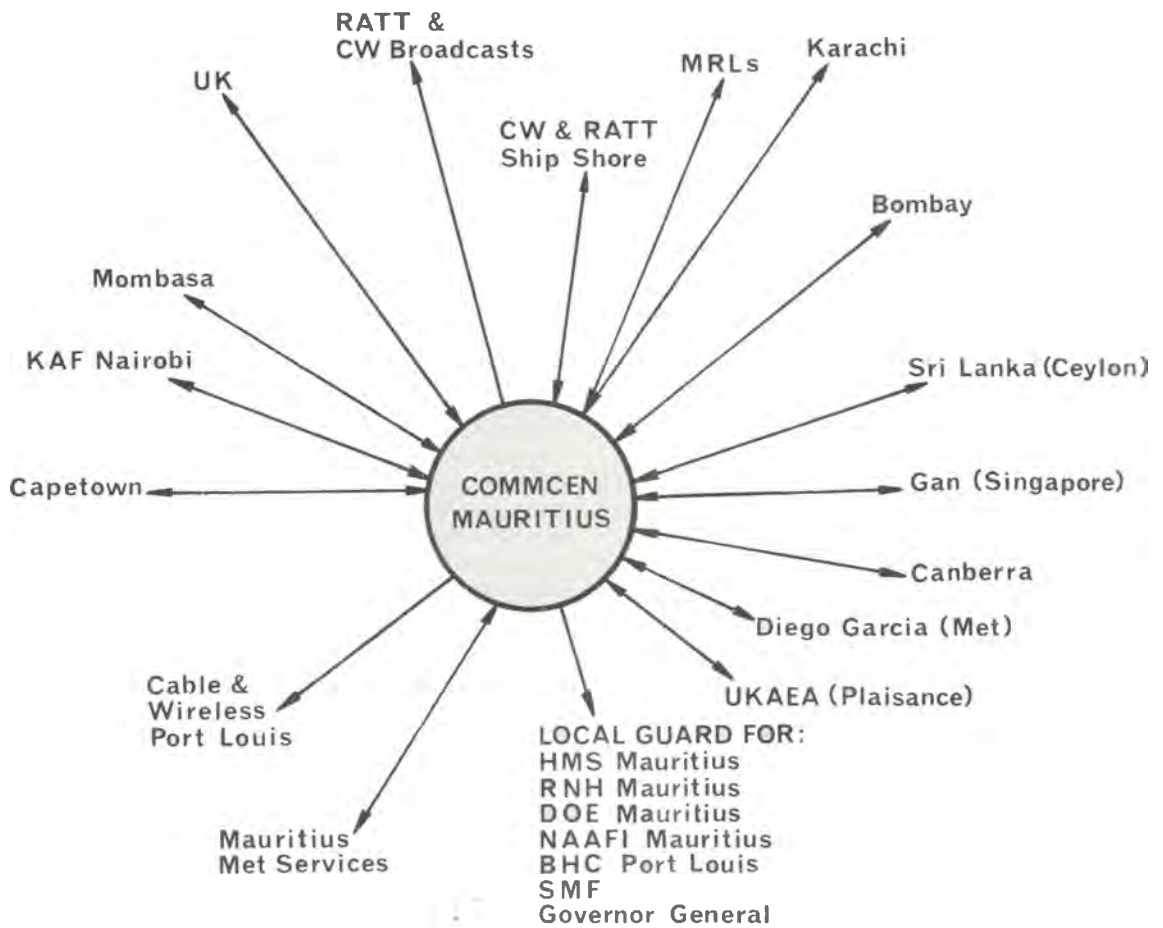 RATT &
CW Broadcasts
UK
MRLs
Karachi
CW & RATT
Ship Shore
Bombay
Mombasa
KAF Nairobi
Sri Lanka (Ceylon)
Capetown
COMMCEN
MAURITIUS
Gan (Singapore)
Canberra
Diego Garcia (Met)
UKAEA (Plaisance)
Cable &
Wireless
Port Louis
Mauritius
Met Services
LOCAL GUARD FOR:
HMS Mauritius
RNH Mauritius
DOE Mauritius
NAAFI Mauritius
BHC Port Louis
SMF
Governor General